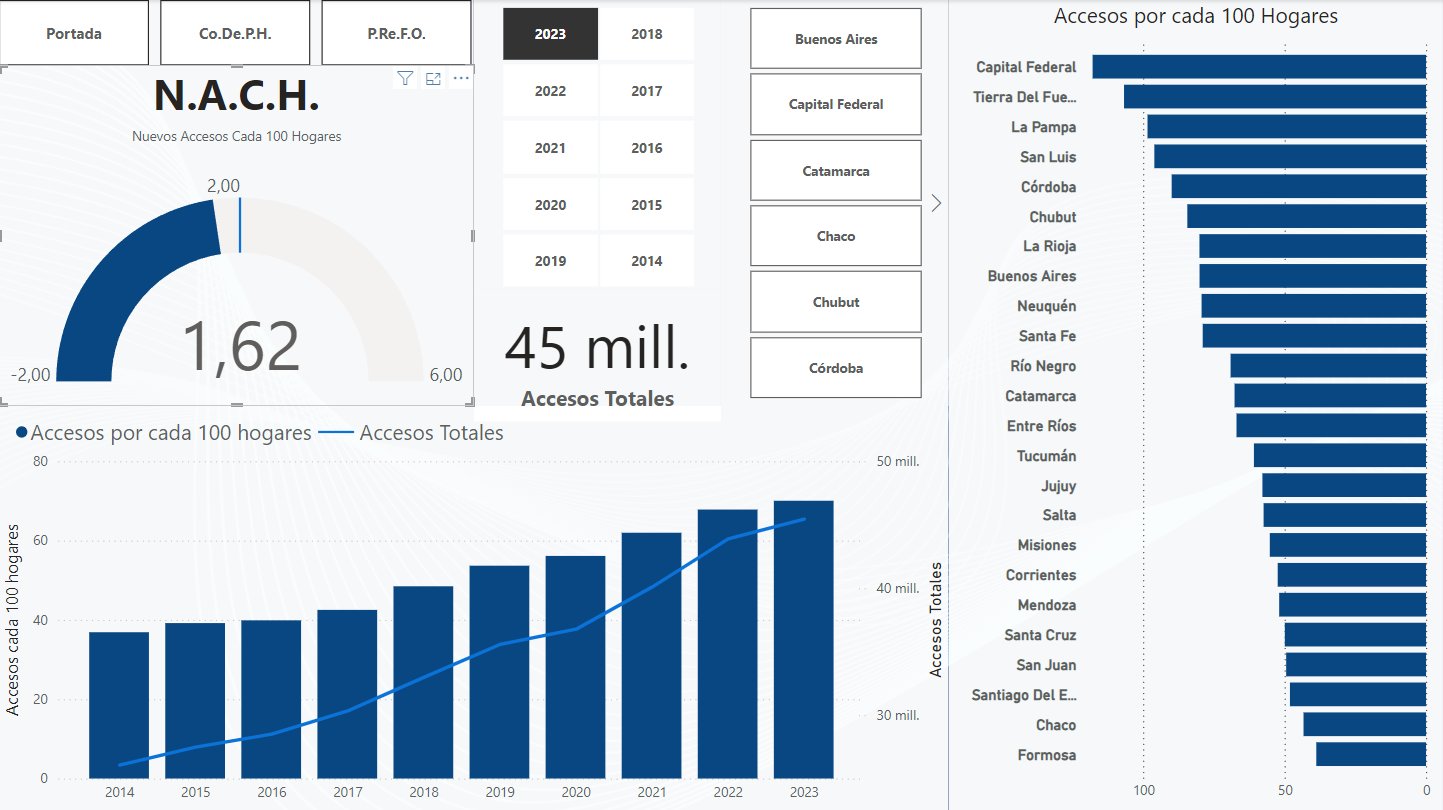 Portada
Co.De.P.H.
P.Re.F.O.
N.A.C.H.
Nuevos Accesos Cada 100 Hogares
2,00
1,62
-2,00
6,00
2023
2018
2022
2017
2021
2016
2020
2015
2019
2014
45 mill.
Accesos Totales
Buenos Aires
Capital Federal
Catamarca
Chaco
Chubut
Córdoba
Accesos por cada 100 hogares
Accesos Totales
Accesos cada 100 hogares
80
60
40
20
0
50 mill.
40 mill.
30 mill.
Accesos Totales
2014
2015
2016
2017
2018
2019
2020
2021
2022
2023
Accesos por cada 100 Hogares
Capital Federal
Tierra Del Fue...
La Pampa
San Luis
Córdoba
Chubut
La Rioja
Buenos Aires
Neuquén
Santa Fe
Río Negro
Catamarca
Entre Ríos
Tucumán
Jujuy
Salta
Misiones
Corrientes
Mendoza
Santa Cruz
San Juan
Santiago Del E...
Chaco
Formosa
100
50
0